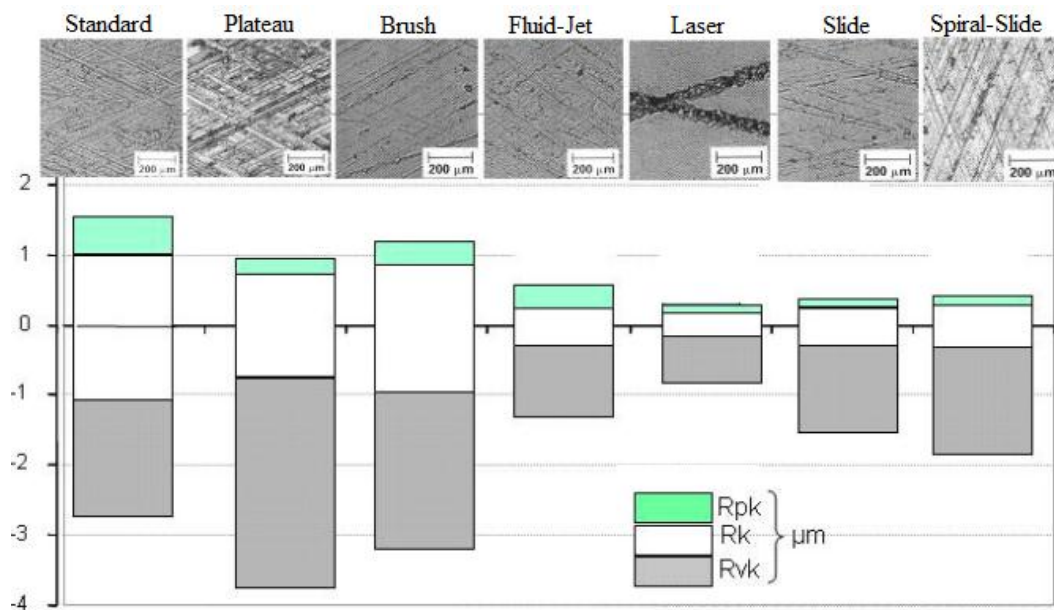 Standard Plateau Brush Fluid-Jet Laser Slide Spiral-Slide
200 µm 200 µm 200 µm 200 µm 200 µm 200 µm 200 µm
2
1
0
-1
-2
-3
-4
Rpk
Rk
Rvk
µm